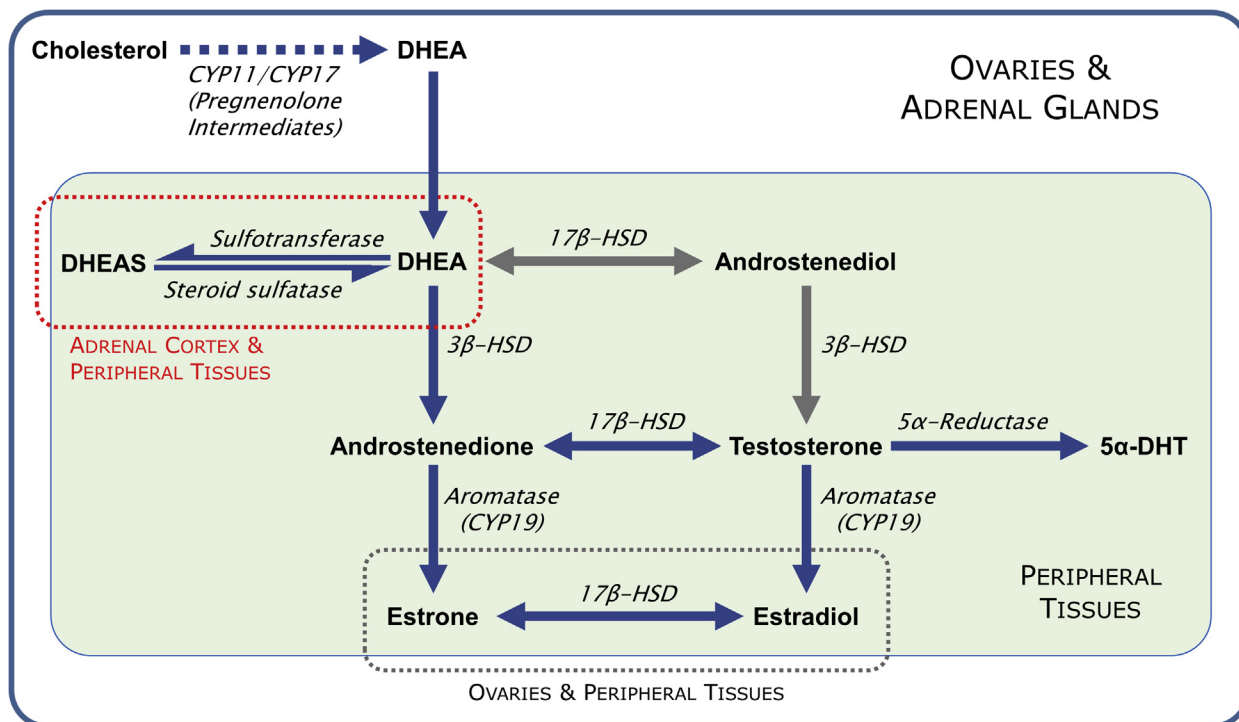 Cholesterol
DHEA
CYP11/CYP17
(Pregnenolone
Intermediates)
OVARIES &
ADRENAL GLANDS
Sulfotransferase
17β-HSD
DHEAS
DHEA
Androstenediol
Steroid sulfatase
ADRENAL CORTEX &
PERIPHERAL TISSUES
3β-HSD
3β-HSD
17β-HSD
5α-Reductase
Androstenedione
Testosterone
5α-DHT
Aromatase
(CYP19)
Aromatase
(CYP19)
17β-HSD
Estrone
Estradiol
PERIPHERAL
TISSUES
OVARIES & PERIPHERAL TISSUES